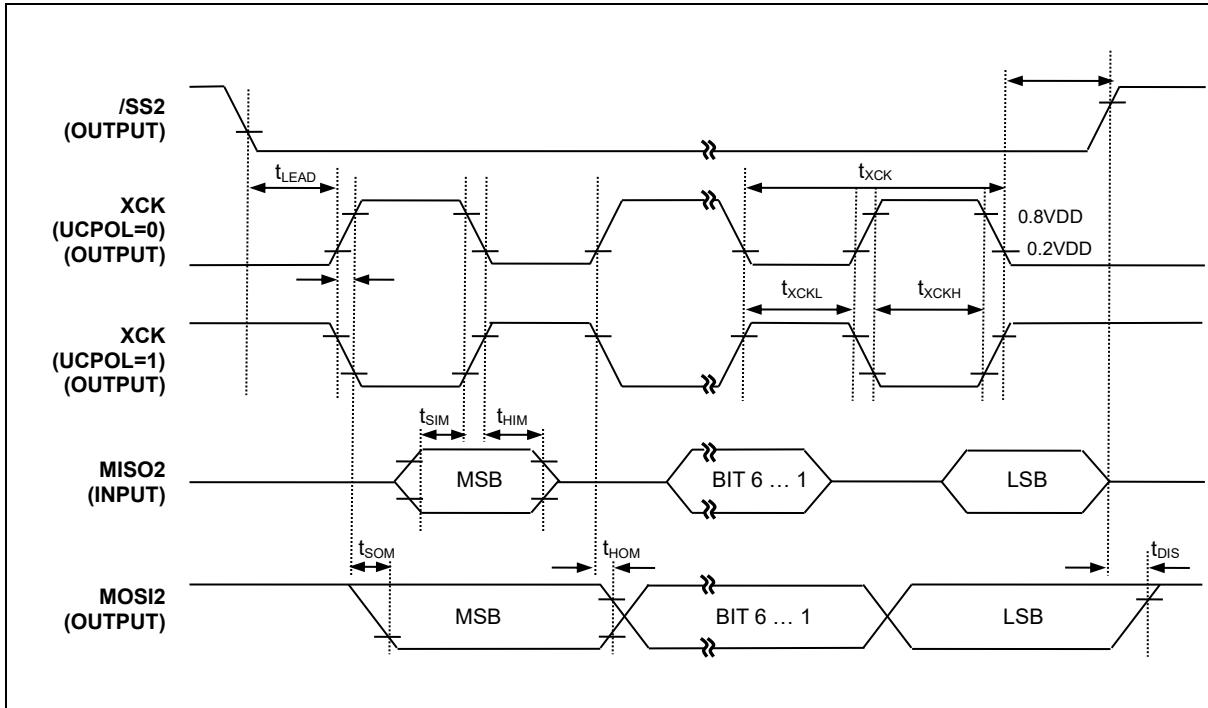 /SS2
(OUTPUT)
tLEAD
tXCK
XCK
(UCPOL=0)
(OUTPUT)
0.8VDD
0.2VDD
tXCKL
tXCKH
XCK
(UCPOL=1)
(OUTPUT)
tSIM
tHIM
MISO2
(INPUT)
MSB
BIT 6 … 1
LSB
tSOM
tHOM
tDIS
MOSI2
(OUTPUT)
MSB
BIT 6 … 1
LSB